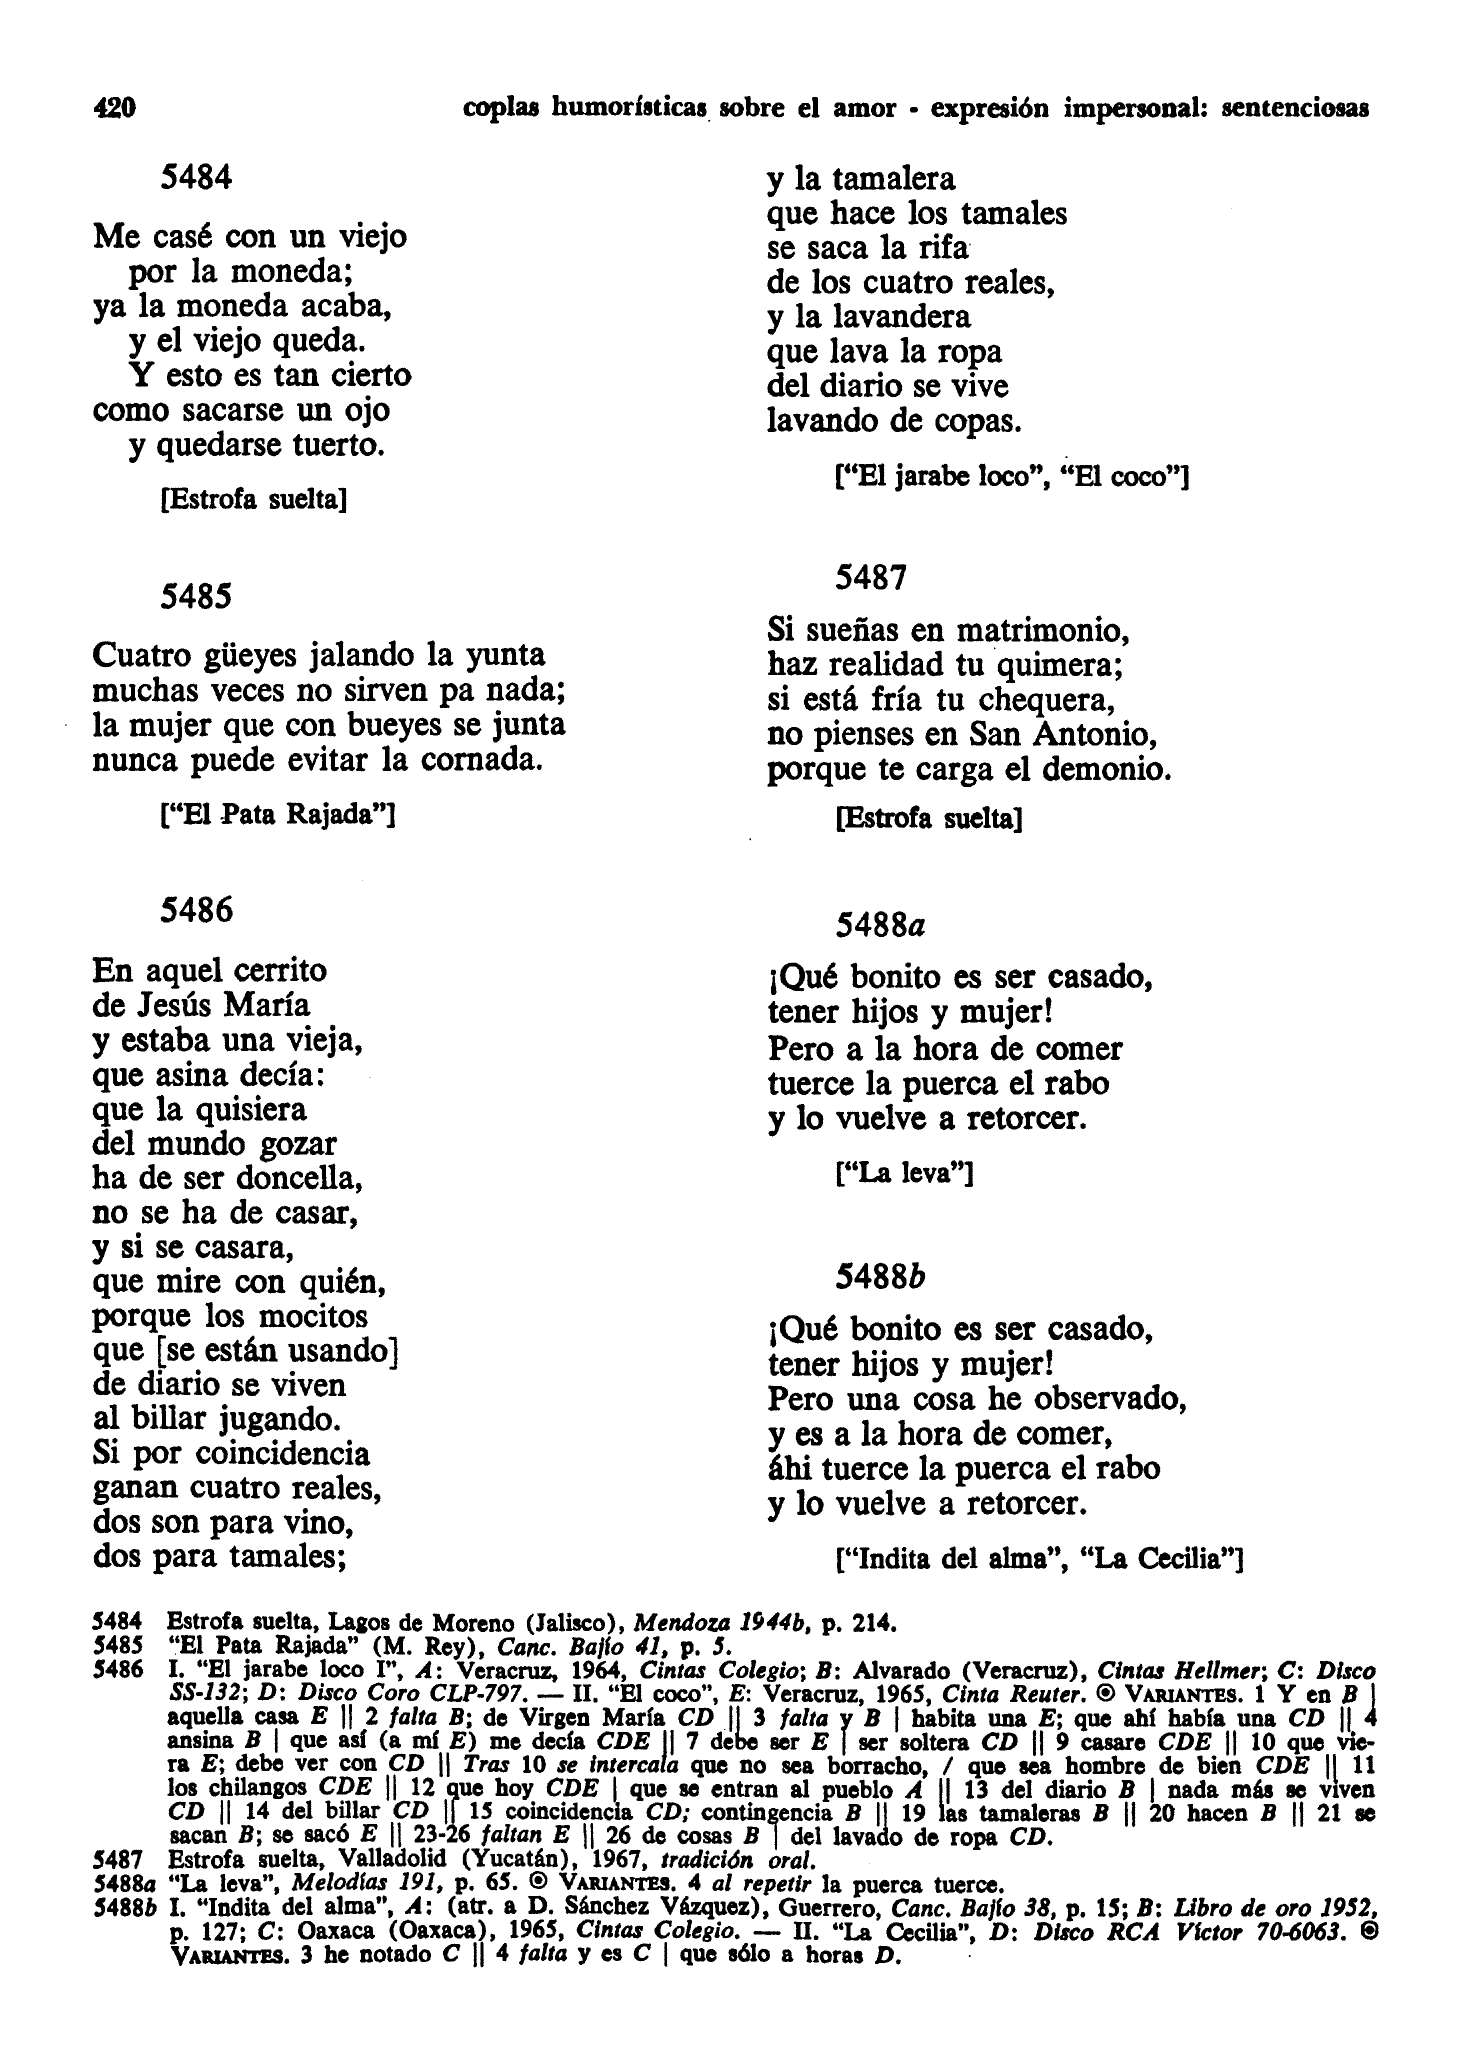 420 coplas humorísticas sobre el amor - expresión impersonal: sentenciosas
5484
Me casé con un viejo
por la moneda;
ya la moneda acaba,
y el viejo queda.
Y esto es tan cierto
como sacarse un ojo
y quedarse tuerto.
[Estrofa suelta]
5485
Cuatro güeyes jalando la yunta
muchas veces no sirven pa nada;
la mujer que con bueyes se junta
nunca puede evitar la cornada.
[“El Pata Rajada”]
5486
En aquel cerrito
de Jesús María
y estaba una vieja,
que asina decía:
que la quisiera
del mundo gozar
ha de ser doncella,
no se ha de casar,
y si se casara,
que mire con quién,
porque los mocitos
que [se están usando]
de diario se viven
al billar jugando.
Si por coincidencia
ganan cuatro reales,
dos son para vino,
dos para tamales;
y la tamalera
que hace los tamales
se saca la rifa
de los cuatro reales,
y la lavandera
que lava la ropa
del diario se vive
lavando de copas.
[“El jarabe loco”, “El coco”]
5487
Si sueñas en matrimonio,
haz realidad tu quimera;
si está fría tu chequera,
no pienses en San Antonio,
porque te carga el demonio.
[Estrofa suelta]
5488a
¡Qué bonito es ser casado,
tener hijos y mujer!
Pero a la hora de comer
tuerce la puerca el rabo
y lo vuelve a retorcer.
[“La leva”]
5488b
¡Qué bonito es ser casado,
tener hijos y mujer!
Pero una cosa he observado,
y es a la hora de comer,
áhi tuerce la puerca el rabo
y lo vuelve a retorcer.
[“Indita del alma”, “La Cecilia”]
5484 Estrofa suelta, Lagos de Moreno (Jalisco), Mendoza 1944b, p. 214.
5485 “El Pata Rajada” (M. Rey), Canc. Bajío 41, p. 5.
5486 I. “El jarabe loco I”, A: Veracruz, 1964, Cintas Colegio; B: Alvarado (Veracruz), Cintas Hellmer; C: Disco
SS-132; D: Disco Coro CLP-797. — II. “El coco”, E: Veracruz, 1965, Cinta Reuter. ® VARIANTES. 1 Y en B |
aquella casa E || 2 falta B; de Virgen María CD || 3 falta y B | habita una E; que ahí había una CD || 4
ansina B | que así (a mí E) me decía CDE || 7 debe ser E | ser soltera CD || 9 casare CDE || 10 que vie-
ra E; debe ver con CD || Tras 10 se intercala que no sea borracho, / que sea hombre de bien CDE || 11
los chilangos CDE || 12 que hoy CDE | que se entran al pueblo A || 13 del diario B | nada más se viven
CD || 14 del billar CD || 15 coincidencia CD; contingencia B || 19 las tamaleras B || 20 hacen B || 21 se
sacan B; se sacó E || 23-26 faltan E || 26 de cosas B | del lavado de ropa CD.
5487 Estrofa suelta, Valladolid (Yucatán), 1967, tradición oral.
5488a “La leva”, Melodías 191, p. 65. ® VARIANTES. 4 al repetir la puerca tuerce.
5488b I. “Indita del alma”, A: (atr. a D. Sánchez Vázquez), Guerrero, Canc. Bajío 38, p. 15; B: Libro de oro 1952,
p. 127; C: Oaxaca (Oaxaca), 1965, Cintas Colegio. — II. “La Cecilia”, D: Disco RCA Víctor 70-6063. ®
VARIANTES. 3 he notado C || 4 falta y es C | que sólo a horas D.